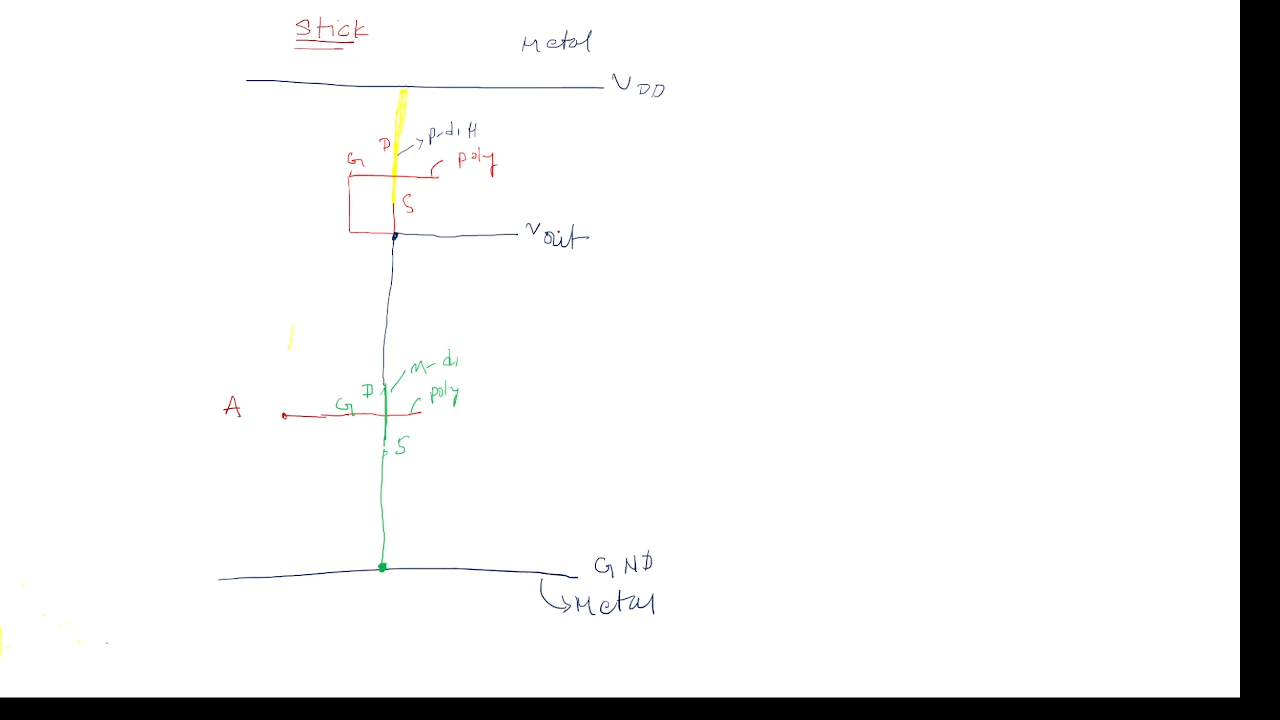 Stick
Metal
VDD
D
p-diff
G
poly
S
Vout
n-di
D
poly
G
A
S
GND
Metal